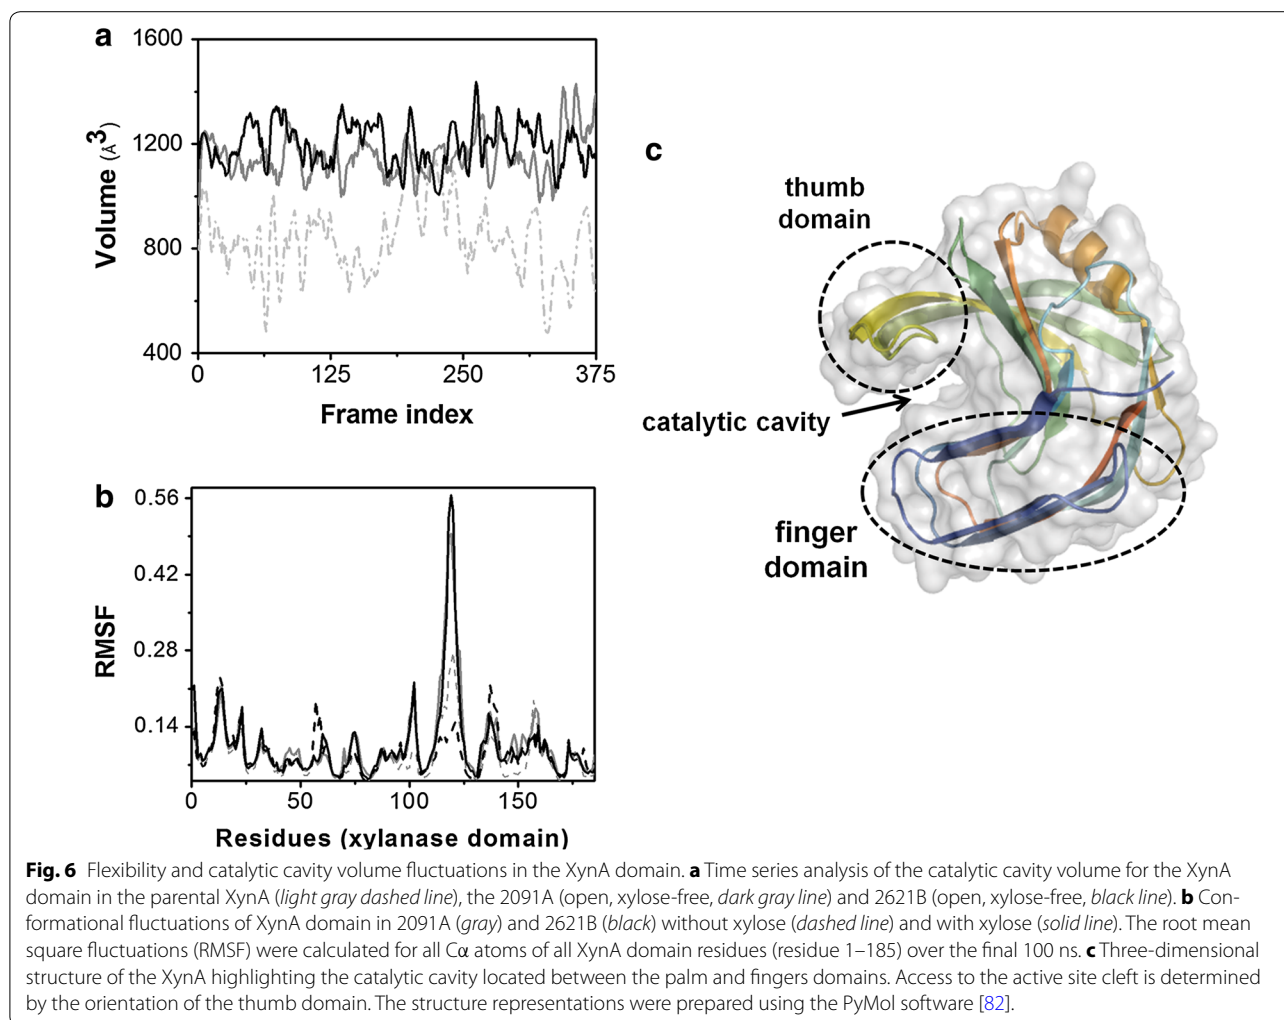 a
1600
1200
800
400
Volume (Å3)
0
125
250
375
Frame index
b
0.56
0.42
0.28
0.14
RMSF
0
50
100
150
Residues (xylanase domain)
c
thumb
domain
catalytic cavity
finger
domain
Fig. 6 Flexibility and catalytic cavity volume fluctuations in the XynA domain. a Time series analysis of the catalytic cavity volume for the XynA
domain in the parental XynA (light gray dashed line), the 2091A (open, xylose-free, dark gray line) and 2621B (open, xylose-free, black line). b Con-
formational fluctuations of XynA domain in 2091A (gray) and 2621B (black) without xylose (dashed line) and with xylose (solid line). The root mean
square fluctuations (RMSF) were calculated for all Cα atoms of all XynA domain residues (residue 1–185) over the final 100 ns. c Three-dimensional
structure of the XynA highlighting the catalytic cavity located between the palm and fingers domains. Access to the active site cleft is determined
by the orientation of the thumb domain. The structure representations were prepared using the PyMol software [82].